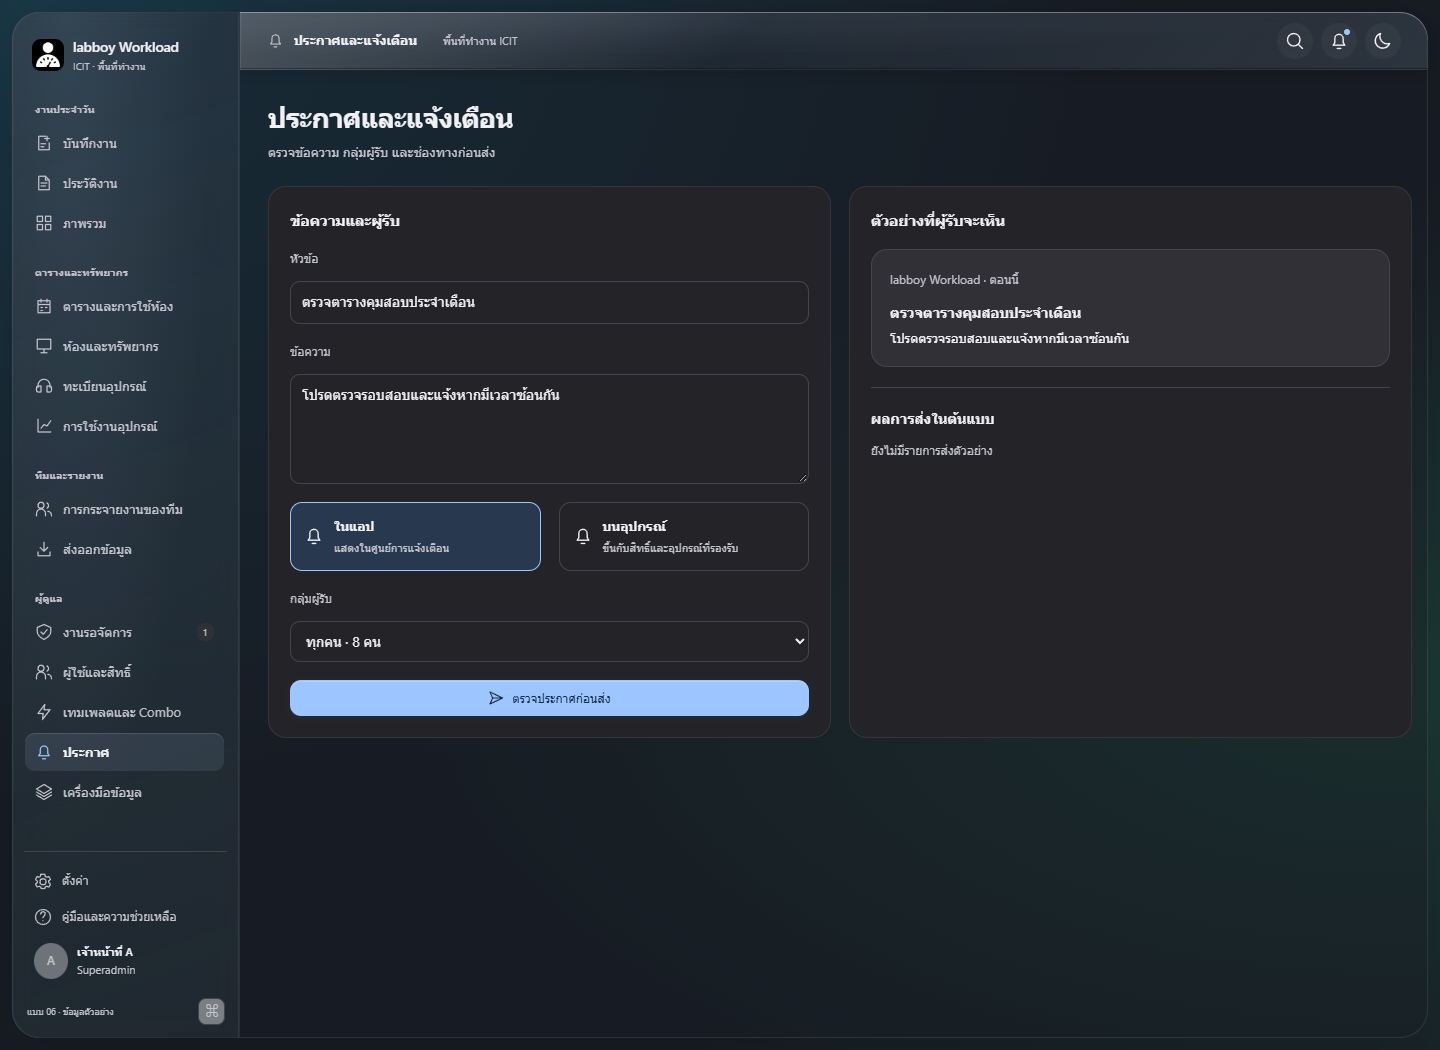 labboy Workload
ICIT · พื้นที่ทำงาน
งานประจำวัน
บันทึกงาน
ประวัติงาน
ภาพรวม
ตารางและทรัพยากร
ตารางและการใช้ห้อง
ห้องและทรัพยากร
ทะเบียนอุปกรณ์
การใช้งานอุปกรณ์
ทีมและรายงาน
การกระจายงานของทีม
ส่งออกข้อมูล
ผู้ดูแล
งานรอจัดการ 1
ผู้ใช้และสิทธิ์
เทมเพลตและ Combo
ประกาศ
เครื่องมือข้อมูล
ตั้งค่า
คู่มือและความช่วยเหลือ
A
เจ้าหน้าที่ A
Superadmin
แบบ 06 · ข้อมูลตัวอย่าง
⌘
ประกาศและแจ้งเตือน พื้นที่ทำงาน ICIT
ประกาศและแจ้งเตือน
ตรวจข้อความ กลุ่มผู้รับ และช่องทางก่อนส่ง
ข้อความและผู้รับ
หัวข้อ
ตรวจตารางคุมสอบประจำเดือน
ข้อความ
โปรดตรวจรอบสอบและแจ้งหากมีเวลาซ้อนกัน
ในแอป
แสดงในศูนย์การแจ้งเตือน
บนอุปกรณ์
ขึ้นกับสิทธิ์และอุปกรณ์ที่รองรับ
กลุ่มผู้รับ
ทุกคน · 8 คน
ตรวจประกาศก่อนส่ง
ตัวอย่างที่ผู้รับจะเห็น
labboy Workload · ตอนนี้
ตรวจตารางคุมสอบประจำเดือน
โปรดตรวจรอบสอบและแจ้งหากมีเวลาซ้อนกัน
ผลการส่งในต้นแบบ
ยังไม่มีรายการส่งตัวอย่าง